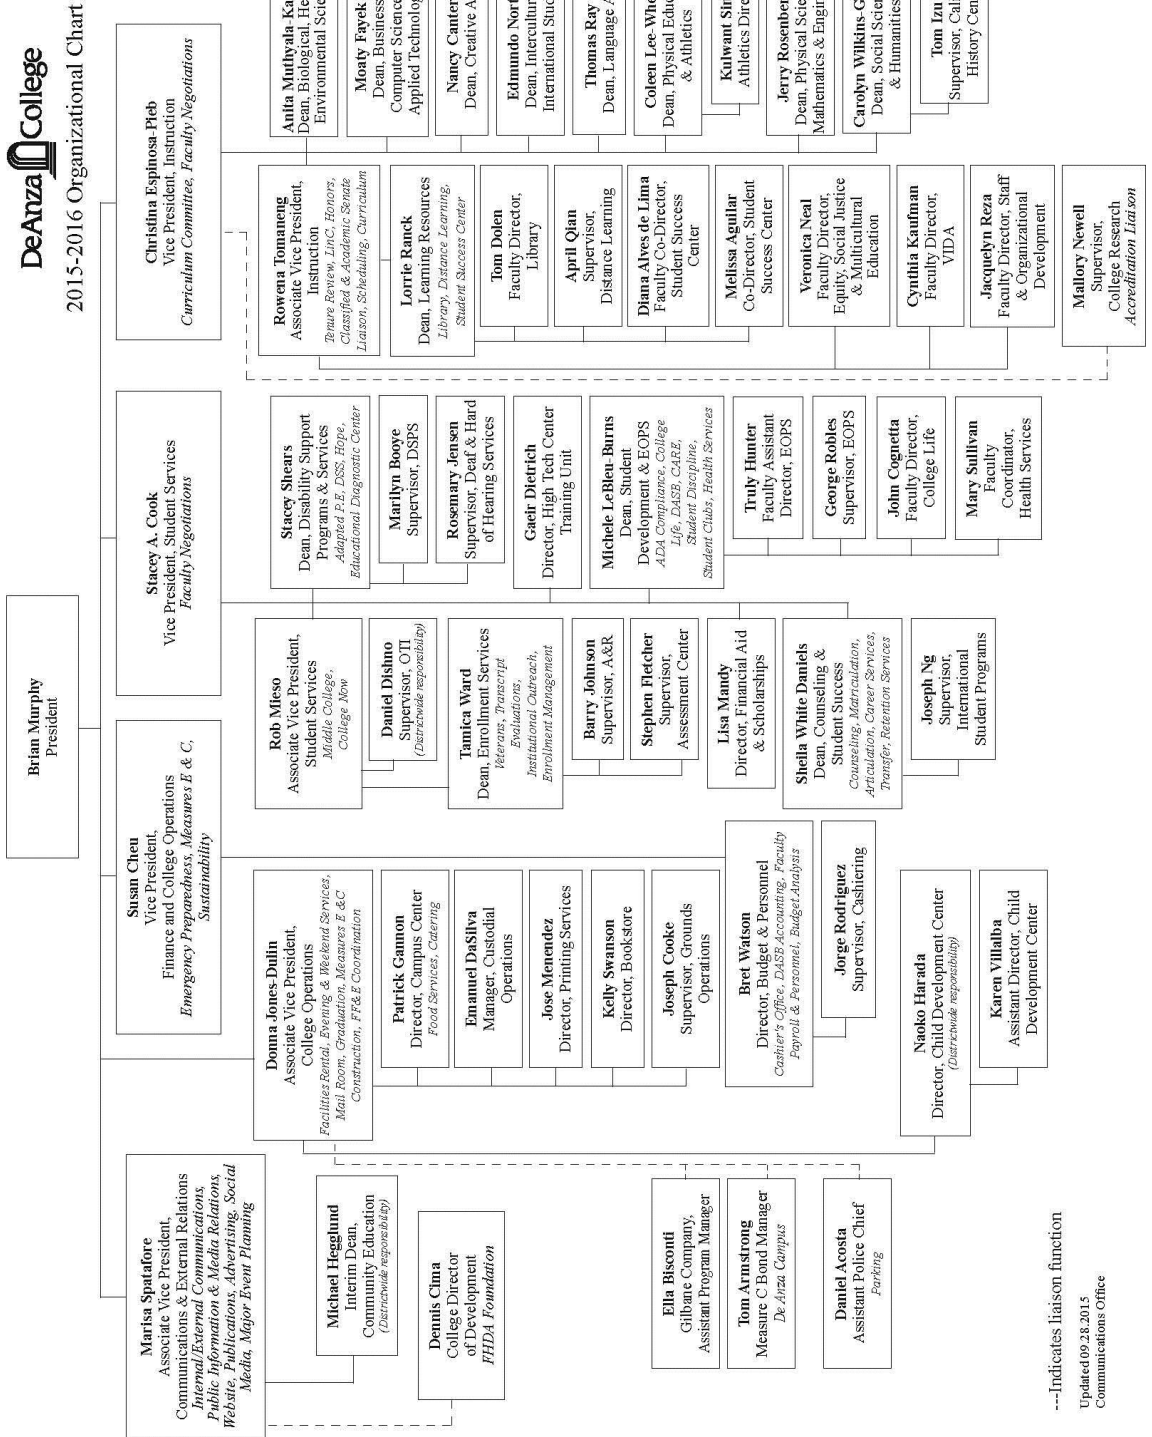 DeAnza College
2015-2016 Organizational Chart
Brian Murphy
President
Marisa Spatafore
Associate Vice President,
Communications & External Relations
Internal/External Communications,
Public Information & Media Relations,
Website, Publications, Advertising, Social
Media, Major Event Planning
Michael Hegglund
Interim Dean,
Community Education
(Districtwide responsibility)
Dennis Cima
College Director
of Development
FHDA Foundation
Susan Cheu
Vice President,
Finance and College Operations
Emergency Preparedness, Measures E & C,
Sustainability
Donna Jones-Dulin
Associate Vice President,
College Operations
Facilities Rental, Evening & Weekend Services,
Mail Room, Graduation, Measures E &C
Construction, FF&E Coordination
Patrick Gannon
Director, Campus Center
Food Services, Catering
Emanuel DaSilva
Manager, Custodial
Operations
Jose Menendez
Director, Printing Services
Kelly Swanson
Director, Bookstore
Joseph Cooke
Supervisor, Grounds
Operations
Bret Watson
Director, Budget & Personnel
Cashier's Office, DASB Accounting, Faculty
Payroll & Personnel, Budget Analysis
Jorge Rodriguez
Supervisor, Cashiering
Naoko Harada
Director, Child Development Center
(Districtwide responsibility)
Karen Villalba
Assistant Director, Child
Development Center
Ella Bisconti
Gilbane Company,
Assistant Program Manager
Tom Armstrong
Measure C Bond Manager
De Anza Campus
Daniel Acosta
Assistant Police Chief
Parking
Stacey A. Cook
Vice President, Student Services
Faculty Negotiations
Rob Mieso
Associate Vice President,
Student Services
Middle College,
College Now
Daniel Dishno
Supervisor, OTI
(Districtwide responsibility)
Tamica Ward
Dean, Enrollment Services
Veterans, Transcript
Evaluations,
Institutional Outreach,
Enrollment Management
Barry Johnson
Supervisor, A&R
Stephen Fletcher
Supervisor,
Assessment Center
Lisa Mandy
Director, Financial Aid
& Scholarships
Sheila White Daniels
Dean, Counseling &
Student Success
Counseling, Matriculation,
Articulation, Career Services,
Transfer, Retention Services
Joseph Ng
Supervisor,
International
Student Programs
Stacey Shears
Dean, Disability Support
Programs & Services
Adapted P.E, DSS, Hope,
Educational Diagnostic Center
Marilyn Booye
Supervisor, DSPS
Rosemary Jensen
Supervisor, Deaf & Hard
of Hearing Services
Gaeir Dietrich
Director, High Tech Center
Training Unit
Michele LeBleu-Burns
Dean, Student
Development & EOPS
ADA Compliance, College
Life, DASB, CARE,
Student Discipline,
Student Clubs, Health Services
Truly Hunter
Faculty Assistant
Director, EOPS
George Robles
Supervisor, EOPS
John Cognetta
Faculty Director,
College Life
Mary Sullivan
Faculty
Coordinator,
Health Services
Christina Espinosa-Pieb
Vice President, Instruction
Curriculum Committee, Faculty Negotiations
Rowena Tomaneng
Associate Vice President,
Instruction
Tenure Review, LinC, Honors,
Classified & Academic Senate
Liaison, Scheduling, Curriculum
Lorrie Ranck
Dean, Learning Resources
Library, Distance Learning,
Student Success Center
Tom Dolen
Faculty Director,
Library
April Qian
Supervisor,
Distance Learning
Diana Alves de Lima
Faculty Co-Director,
Student Success
Center
Melissa Aguilar
Co-Director, Student
Success Center
Veronica Neal
Faculty Director,
Equity, Social Justice
& Multicultural
Education
Cynthia Kaufman
Faculty Director,
VIDA
Jacquelyn Reza
Faculty Director, Staff
& Organizational
Development
Mallory Newell
Supervisor,
College Research
Accreditation Liaison
Anita Muthyala-Ka
Dean, Biological, He
Environmental Scie
Moaty Fayek
Dean, Business
Computer Science
Applied Technolog
Nancy Canter
Dean, Creative A
Edmundo Nort
Dean, Intercultur
International Stud
Thomas Ray
Dean, Language A
Coleen Lee-Whe
Dean, Physical Educ
& Athletics
Kulwant Sin
Athletics Dire
Jerry Rosenber
Dean, Physical Scie
Mathematics & Engin
Carolyn Wilkins-G
Dean, Social Scien
& Humanities
Tom Izu
Supervisor, Cali
History Cen
---Indicates liaison function
Updated 09.28.2015
Communications Office